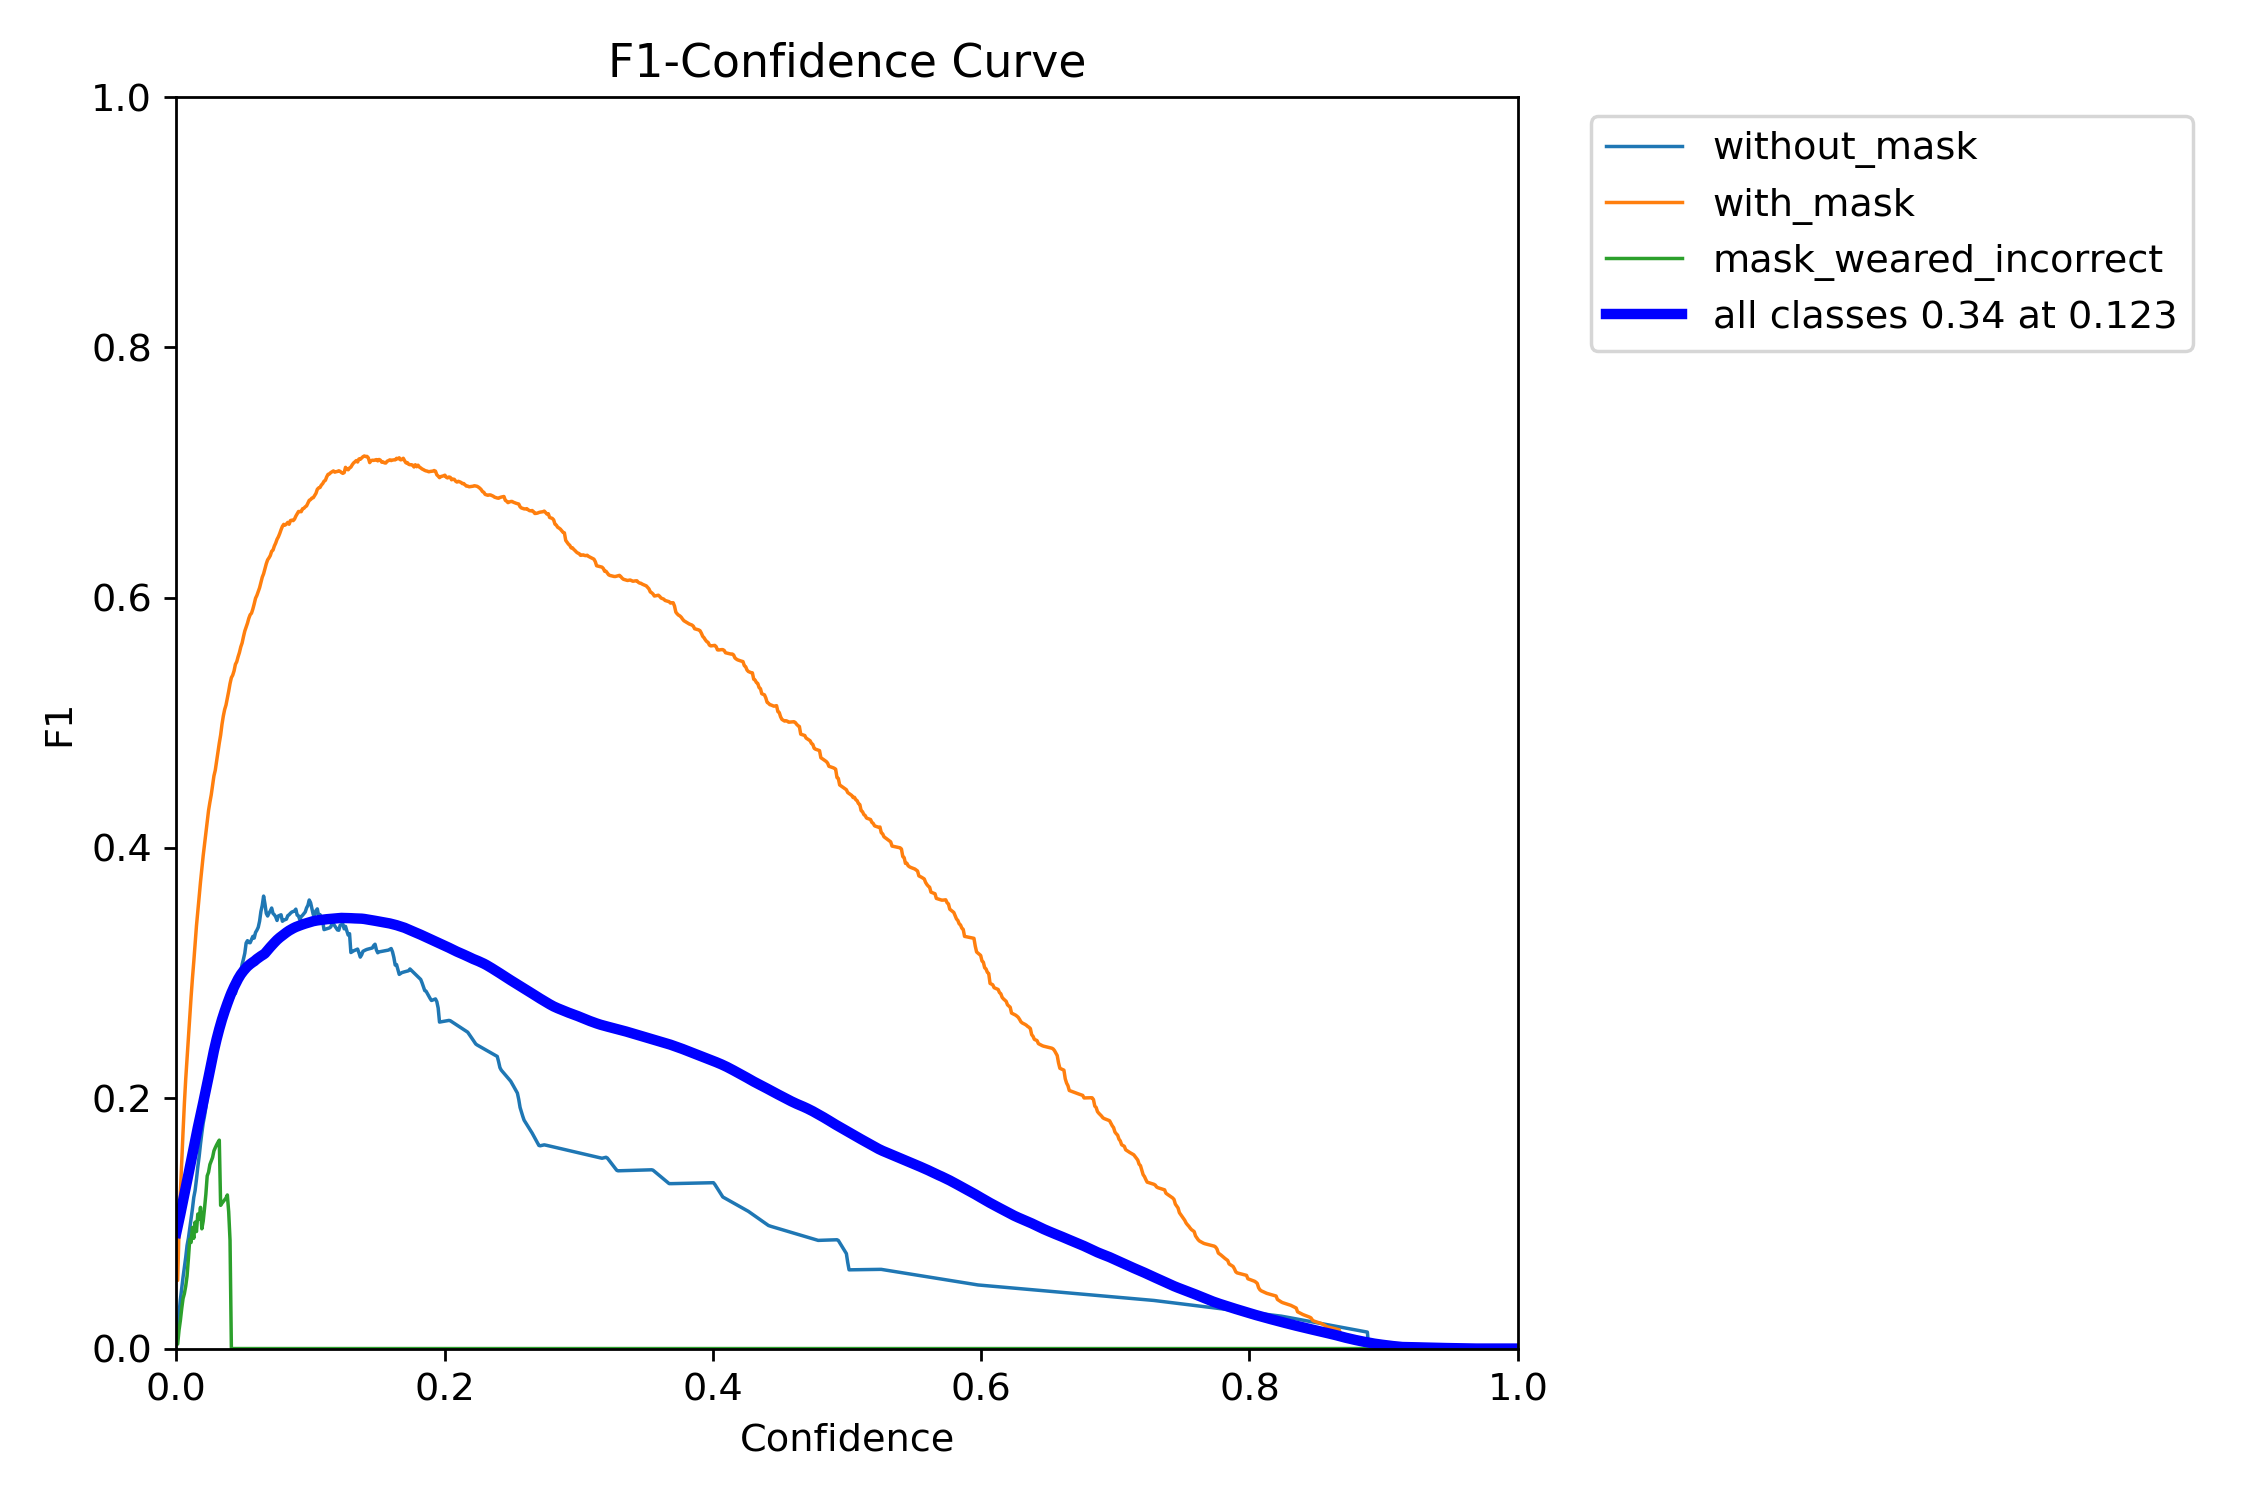 F1-Confidence Curve
1.0
0.8
0.6
0.4
0.2
0.0
F1
0.0 0.2 0.4 0.6 0.8 1.0
Confidence
without_mask
with_mask
mask_weared_incorrect
all classes 0.34 at 0.123